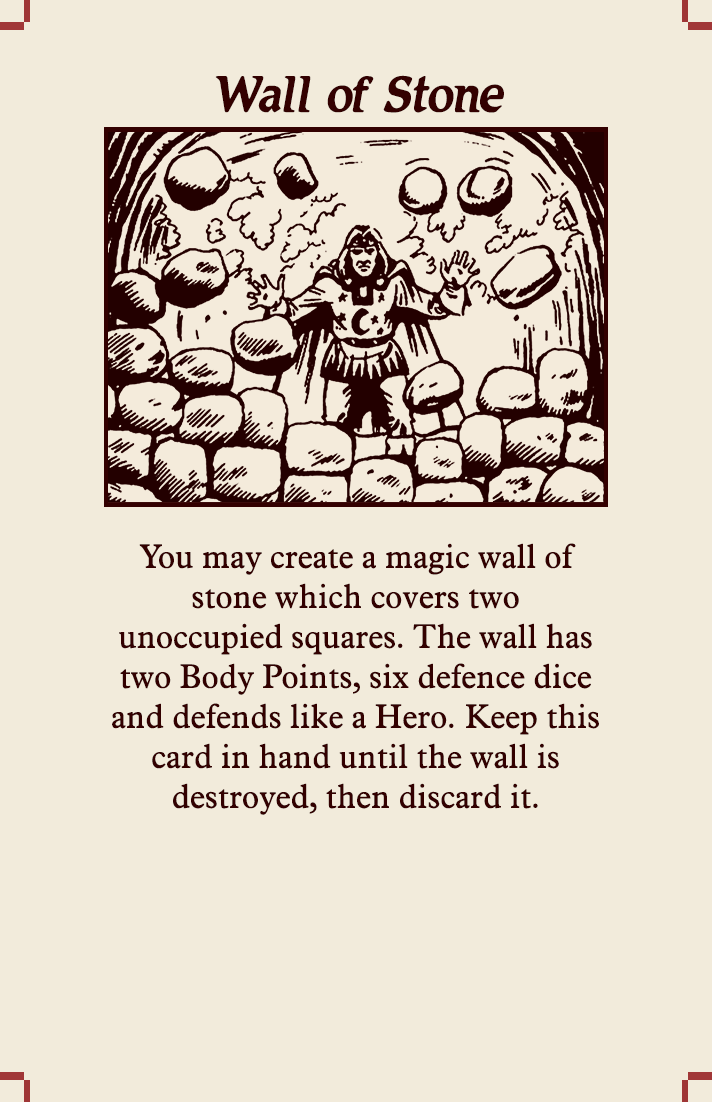 Wall of Stone
You may create a magic wall of
stone which covers two
unoccupied squares. The wall has
two Body Points, six defence dice
and defends like a Hero. Keep this
card in hand until the wall is
destroyed, then discard it.